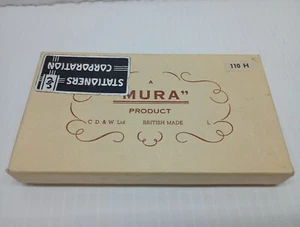 STATIONERS
CORPORATION
110 H
A
"MURA"
PRODUCT
C D. & W. Ltd BRITISH MADE L